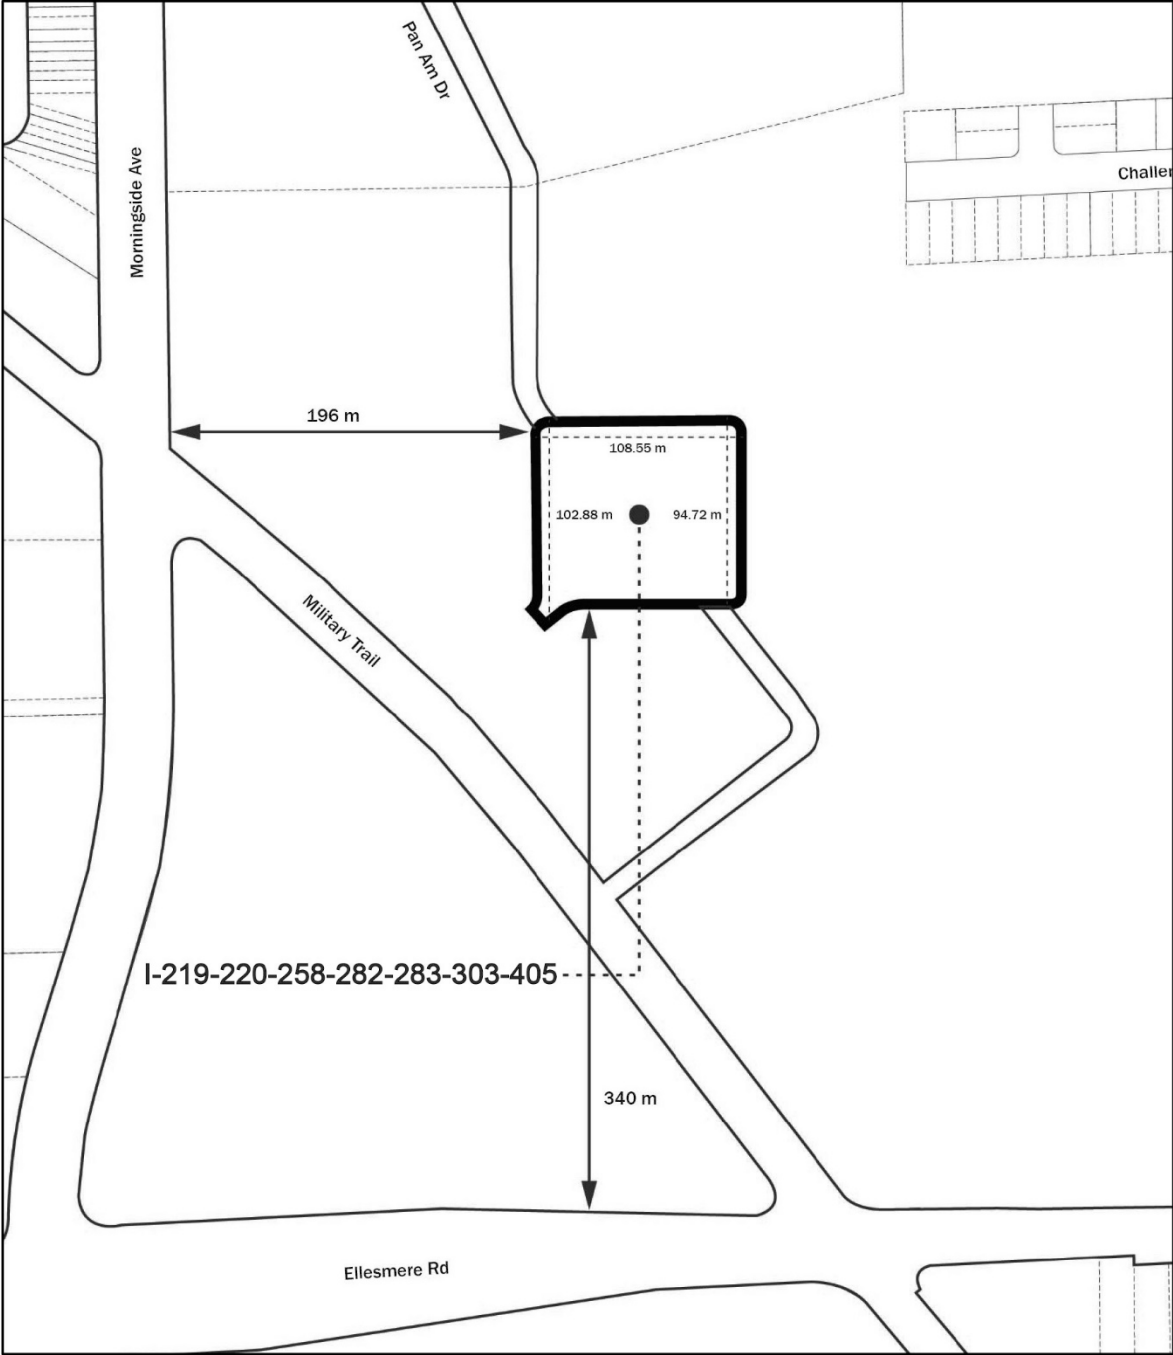 Pan Am Dr
Morningside Ave
Challen
196 m
108.55 m
102.88 m
94.72 m
Military Trail
I-219-220-258-282-283-303-405
340 m
Ellesmere Rd